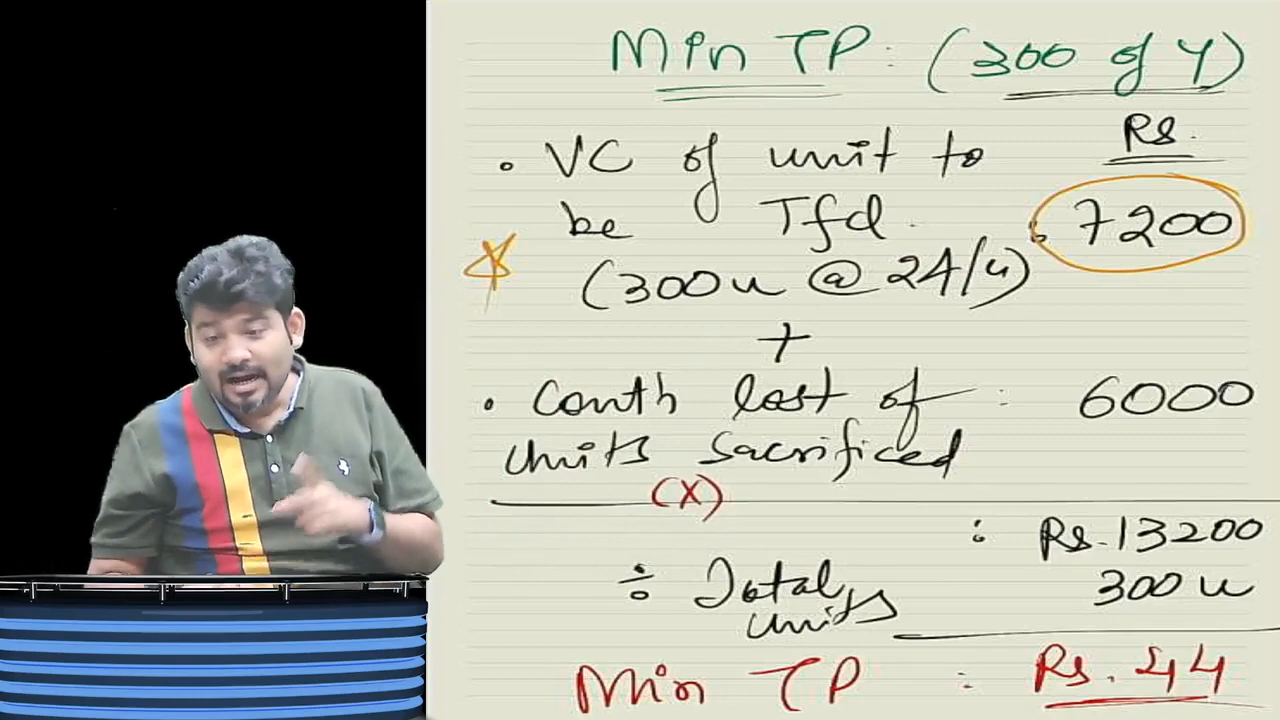 Min TP : (300 of Y)
Rs.
• VC of unit to
be Tfd. : 7200
(300u @ 24/u)
+
• Contn lost of : 6000
units sacrificed
(X)
: Rs. 13200
÷ Total units 300 u
Min TP : Rs. 44